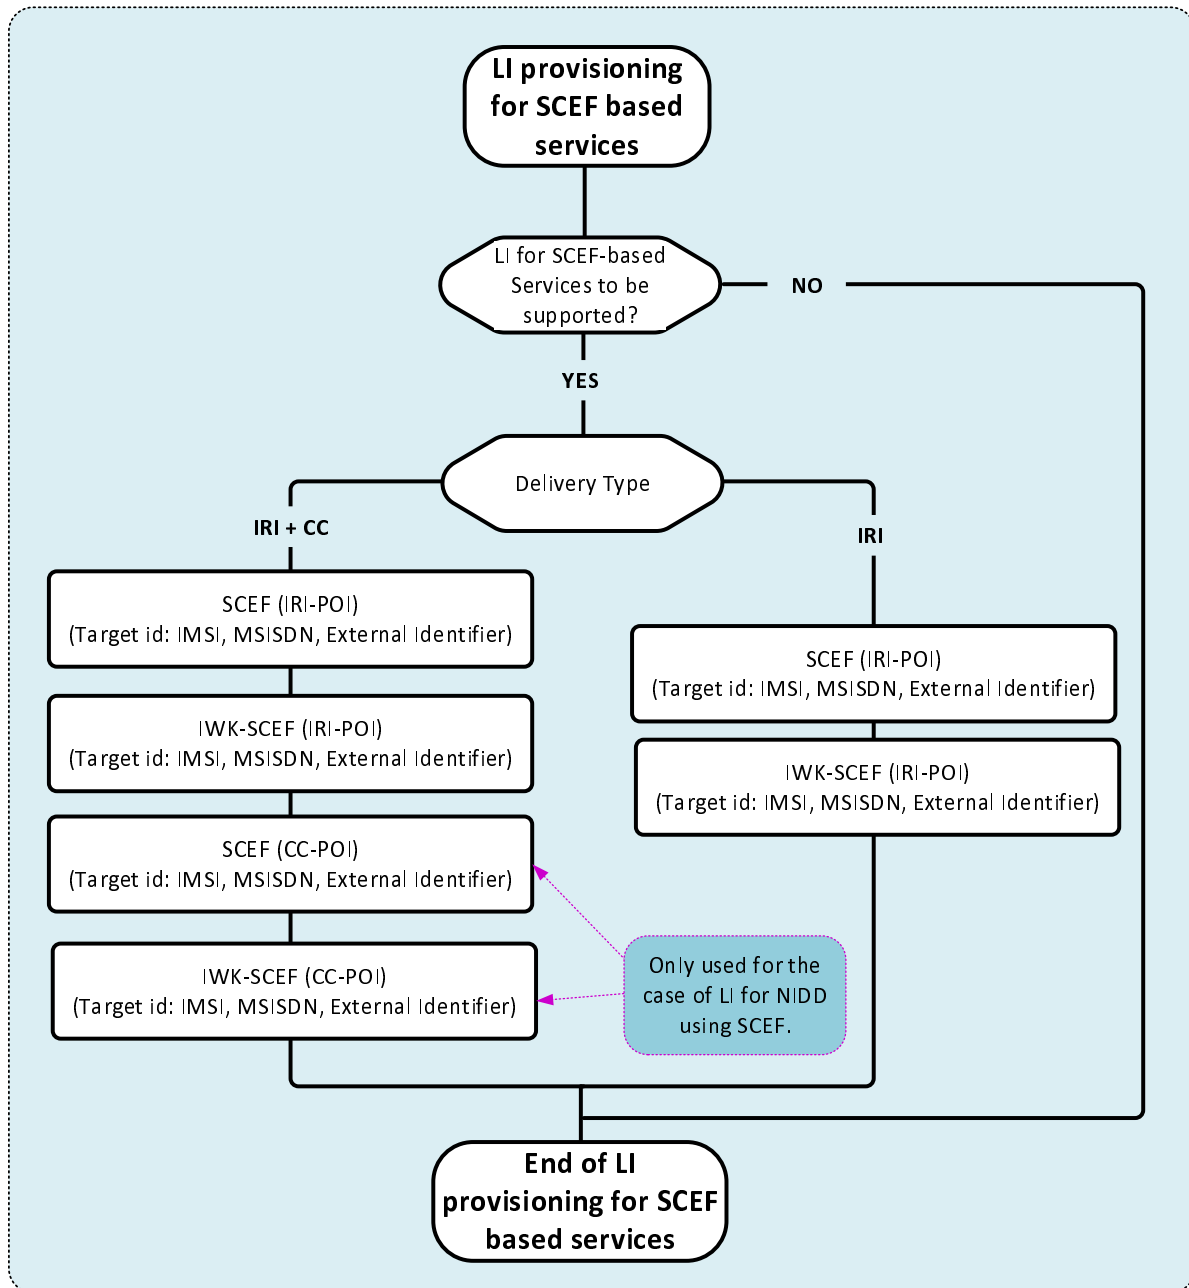 LI provisioning
for SCEF based
services
LI for SCEF-based
Services to be
supported?
NO
YES
Delivery Type
IRI + CC
IRI
SCEF (IRI-POI)
(Target id: IMSI, MSISDN, External Identifier)
IWK-SCEF (IRI-POI)
(Target id: IMSI, MSISDN, External Identifier)
SCEF (CC-POI)
(Target id: IMSI, MSISDN, External Identifier)
IWK-SCEF (CC-POI)
(Target id: IMSI, MSISDN, External Identifier)
SCEF (IRI-POI)
(Target id: IMSI, MSISDN, External Identifier)
IWK-SCEF (IRI-POI)
(Target id: IMSI, MSISDN, External Identifier)
Only used for the
case of LI for NIDD
using SCEF.
End of LI
provisioning for SCEF
based services